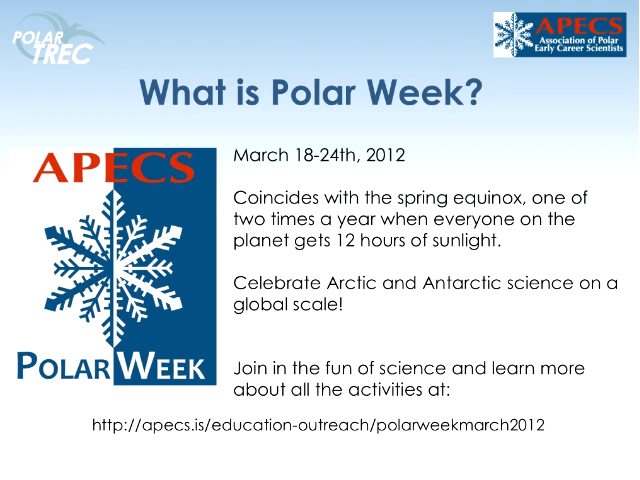 POLAR
TREC
APECS
Association of Polar
Early Career Scientists
What is Polar Week?
APECS
POLAR WEEK
March 18-24th, 2012
Coincides with the spring equinox, one of
two times a year when everyone on the
planet gets 12 hours of sunlight.
Celebrate Arctic and Antarctic science on a
global scale!
Join in the fun of science and learn more
about all the activities at:
http://apecs.is/education-outreach/polarweekmarch2012